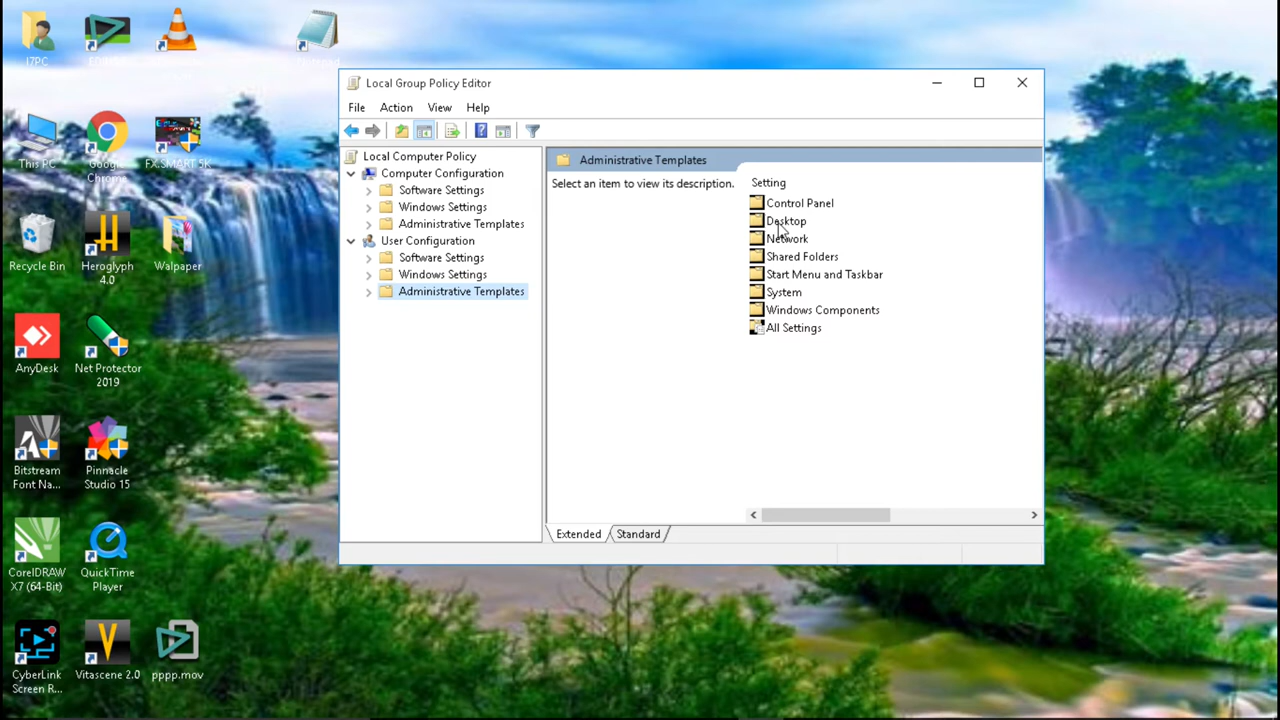 I7PC
This PC
Google
Chrome
FX.SMART 5K
Recycle Bin
Heroglyph
4.0
Walpaper
AnyDesk
Net Protector
2019
Bitstream
Font Na...
Pinnacle
Studio 15
CorelDRAW
X7 (64-Bit)
QuickTime
Player
CyberLink
Screen R...
Vitascene 2.0
pppp.mov
Local Group Policy Editor
File Action View Help
Local Computer Policy
Computer Configuration
Software Settings
Windows Settings
Administrative Templates
User Configuration
Software Settings
Windows Settings
Administrative Templates
Administrative Templates
Select an item to view its description.
Setting
Control Panel
Desktop
Network
Shared Folders
Start Menu and Taskbar
System
Windows Components
All Settings
Extended
Standard